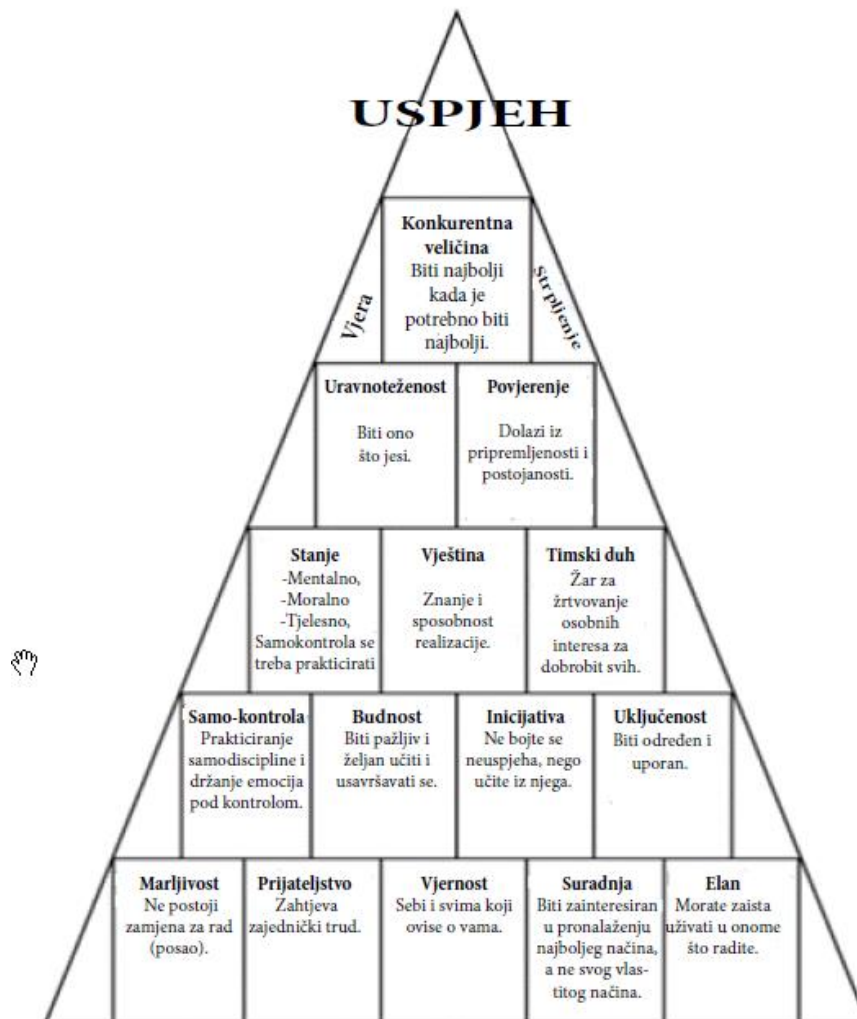 USPJEH
Konkurentna
veličina
Biti najbolji
kada je
potrebno biti
najbolji.
Vjera
Strpljenje
Uravnoteženost
Biti ono
što jesi.
Povjerenje
Dolazi iz
pripremljenosti i
postojanosti.
Stanje
-Mentalno,
-Moralno
-Tjelesno,
Samokontrola se
treba prakticirati
Vještina
Znanje i
sposobnost
realizacije.
Timski duh
Žar za
žrtvovanje
osobnih
interesa za
dobrobit svih.
Samo-kontrola
Prakticiranje
samodiscipline i
držanje emocija
pod kontrolom.
Budnost
Biti pažljiv i
željan učiti i
usavršavati se.
Inicijativa
Ne bojte se
neuspjeha, nego
učite iz njega.
Uključenost
Biti određen i
uporan.
Marljivost
Ne postoji
zamjena za rad
(posao).
Prijateljstvo
Zahtjeva
zajednički trud.
Vjernost
Sebi i svima koji
ovise o vama.
Suradnja
Biti zainteresiran
u pronalaženju
najboljeg načina,
a ne svog vlas-
titog načina.
Elan
Morate zaista
uživati u onome
što radite.